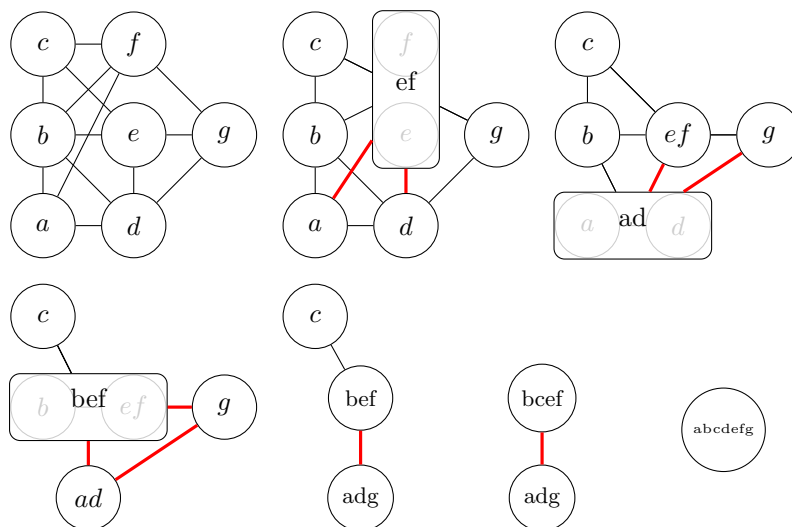 c f
b e g
a d
c f
ef
b e g
a d
c
b ef g
a ad d
c
b bef ef g
ad
c
bef
adg
bcef
adg
abcdefg